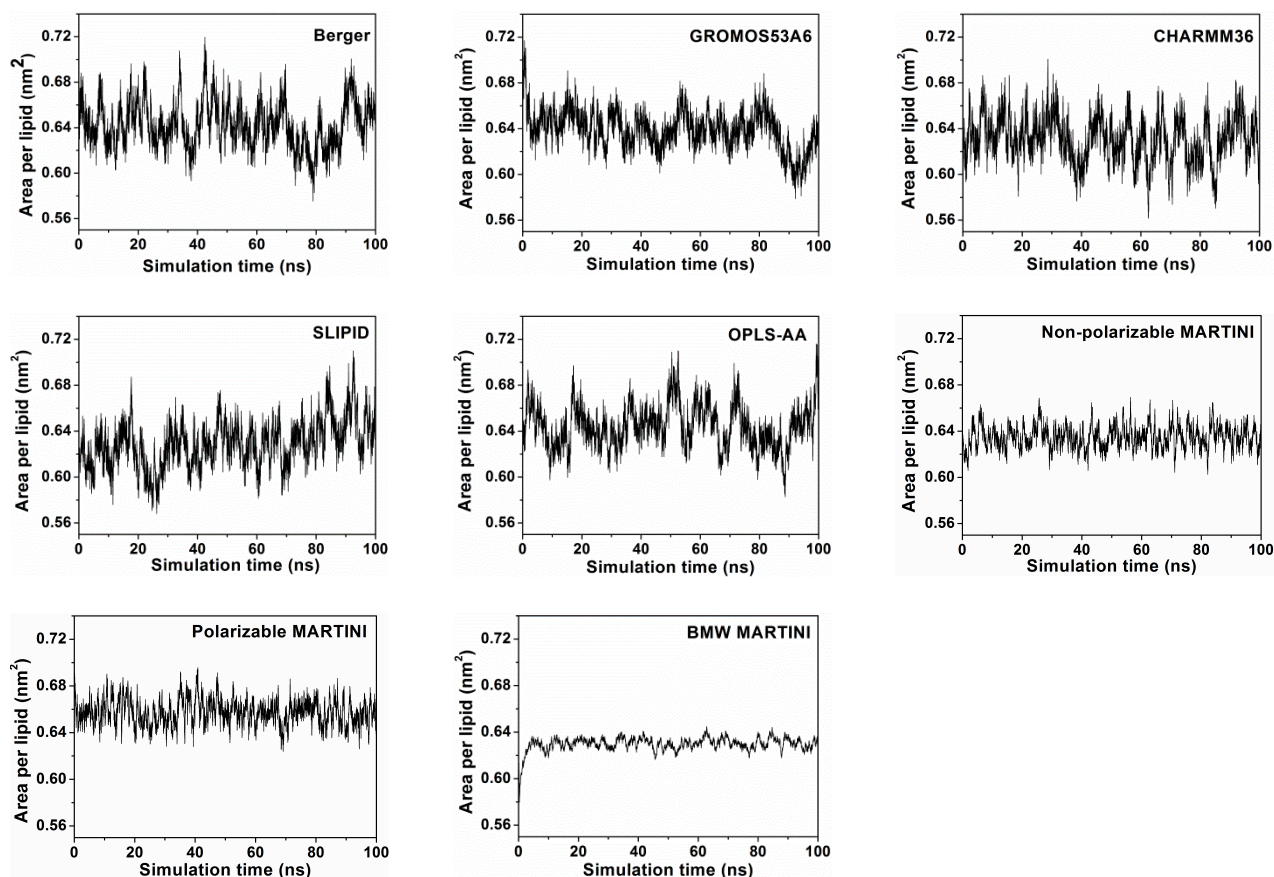 Berger
Area per lipid (nm2)
0.72
0.68
0.64
0.60
0.56
0 20 40 60 80 100
Simulation time (ns)
GROMOS53A6
Area per lipid (nm2)
0.72
0.68
0.64
0.60
0.56
0 20 40 60 80 100
Simulation time (ns)
CHARMM36
Area per lipid (nm2)
0.72
0.68
0.64
0.60
0.56
0 20 40 60 80 100
Simulation time (ns)
SLIPID
Area per lipid (nm2)
0.72
0.68
0.64
0.60
0.56
0 20 40 60 80 100
Simulation time (ns)
OPLS-AA
Area per lipid (nm2)
0.72
0.68
0.64
0.60
0.56
0 20 40 60 80 100
Simulation time (ns)
Non-polarizable MARTINI
Area per lipid (nm2)
0.72
0.68
0.64
0.60
0.56
0 20 40 60 80 100
Simulation time (ns)
Polarizable MARTINI
Area per lipid (nm2)
0.72
0.68
0.64
0.60
0.56
0 20 40 60 80 100
Simulation time (ns)
BMW MARTINI
Area per lipid (nm2)
0.72
0.68
0.64
0.60
0.56
0 20 40 60 80 100
Simulation time (ns)